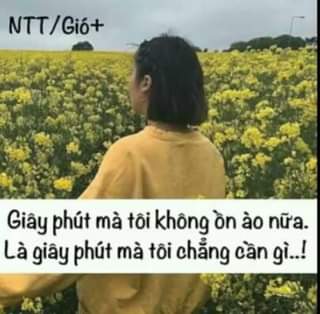 NTT/Gió+
Giây phút mà tôi không ồn ào nữa.
Là giây phút mà tôi chẳng cần gì..!